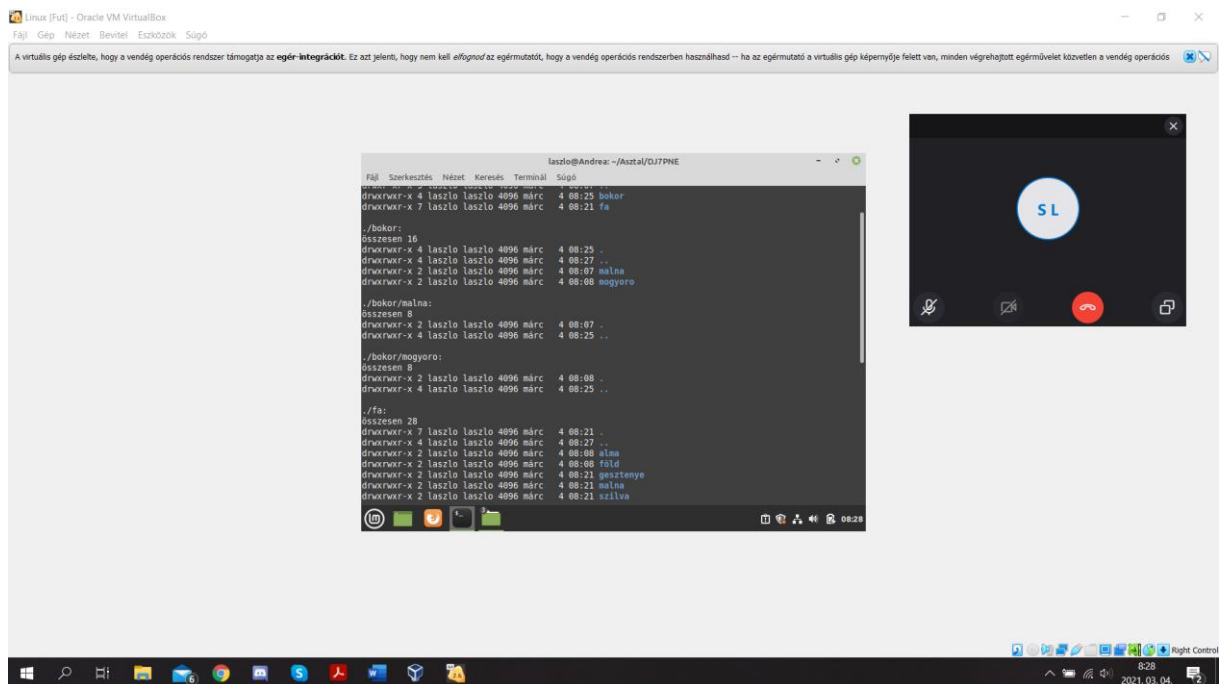 Linux [Fut] - Oracle VM VirtualBox
Fájl Gép Nézet Bevitel Eszközök Súgó
A virtuális gép észlelte, hogy a vendég operációs rendszer támogatja az egér-integrációt. Ez azt jelenti, hogy nem kell elfognod az egérmutatót, hogy a vendég operációs rendszerben használhasd -- ha az egérmutató a virtuális gép képernyője felett van, minden végrehajtott egérművelet közvetlen a vendég operációs
laszlo@Andrea: ~/Asztal/DJ7PNE
Fájl Szerkesztés Nézet Keresés Terminál Súgó
drwxrwxr-x 4 laszlo laszlo 4096 márc 4 08:25 bokor
drwxrwxr-x 7 laszlo laszlo 4096 márc 4 08:21 fa
./bokor:
összesen 16
drwxrwxr-x 4 laszlo laszlo 4096 márc 4 08:25 .
drwxrwxr-x 4 laszlo laszlo 4096 márc 4 08:27 ..
drwxrwxr-x 2 laszlo laszlo 4096 márc 4 08:07 malna
drwxrwxr-x 2 laszlo laszlo 4096 márc 4 08:08 mogyoro
./bokor/malna:
összesen 8
drwxrwxr-x 2 laszlo laszlo 4096 márc 4 08:07 .
drwxrwxr-x 4 laszlo laszlo 4096 márc 4 08:25 ..
./bokor/mogyoro:
összesen 8
drwxrwxr-x 2 laszlo laszlo 4096 márc 4 08:08 .
drwxrwxr-x 4 laszlo laszlo 4096 márc 4 08:25 ..
./fa:
összesen 28
drwxrwxr-x 7 laszlo laszlo 4096 márc 4 08:21 .
drwxrwxr-x 4 laszlo laszlo 4096 márc 4 08:27 ..
drwxrwxr-x 2 laszlo laszlo 4096 márc 4 08:08 alma
drwxrwxr-x 2 laszlo laszlo 4096 márc 4 08:08 föld
drwxrwxr-x 2 laszlo laszlo 4096 márc 4 08:21 gesztenye
drwxrwxr-x 2 laszlo laszlo 4096 márc 4 08:21 malna
drwxrwxr-x 2 laszlo laszlo 4096 márc 4 08:21 szilva
08:28
S L
Right Control
8:28
2021. 03. 04.